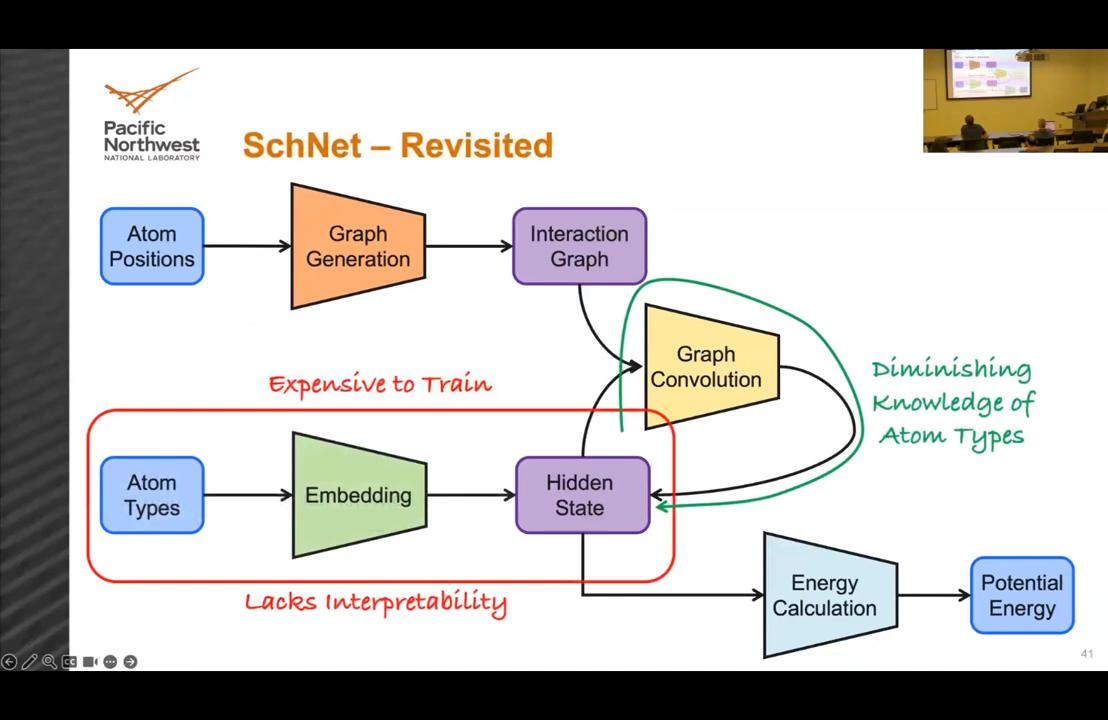 Pacific
Northwest
NATIONAL LABORATORY
SchNet – Revisited
Atom
Positions
Graph
Generation
Interaction
Graph
Graph
Convolution
Diminishing
Knowledge of
Atom Types
Expensive to Train
Atom
Types
Embedding
Hidden
State
Lacks Interpretability
Energy
Calculation
Potential
Energy
41
CC